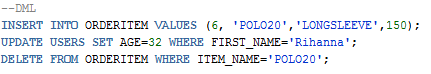 --DML
INSERT INTO ORDERITEM VALUES (6, 'POLO20','LONGSLEEVE',150);
UPDATE USERS SET AGE=32 WHERE FIRST_NAME='Rihanna';
DELETE FROM ORDERITEM WHERE ITEM_NAME='POLO20';